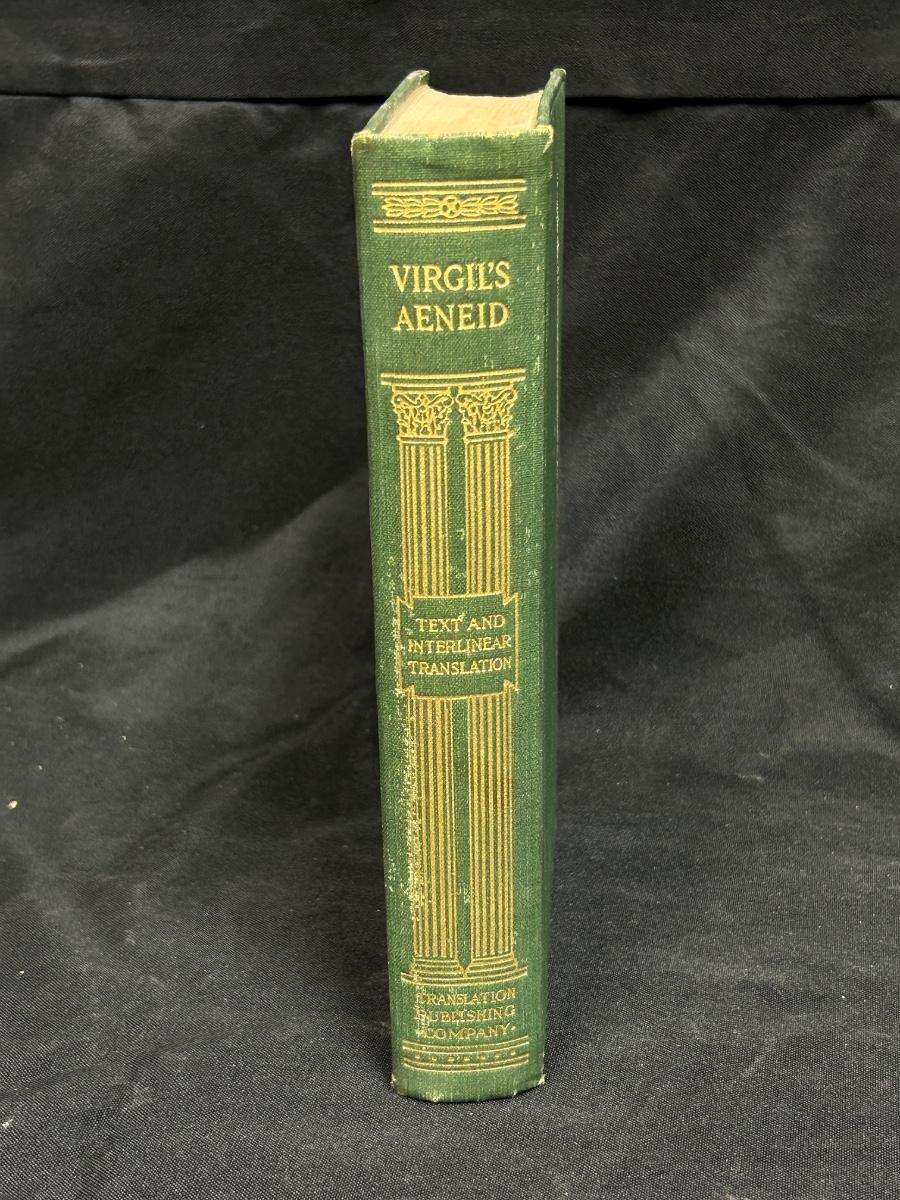 VIRGIL'S
AENEID
TEXT AND
INTERLINEAR
TRANSLATION
TRANSLATION
PUBLISHING
COMPANY